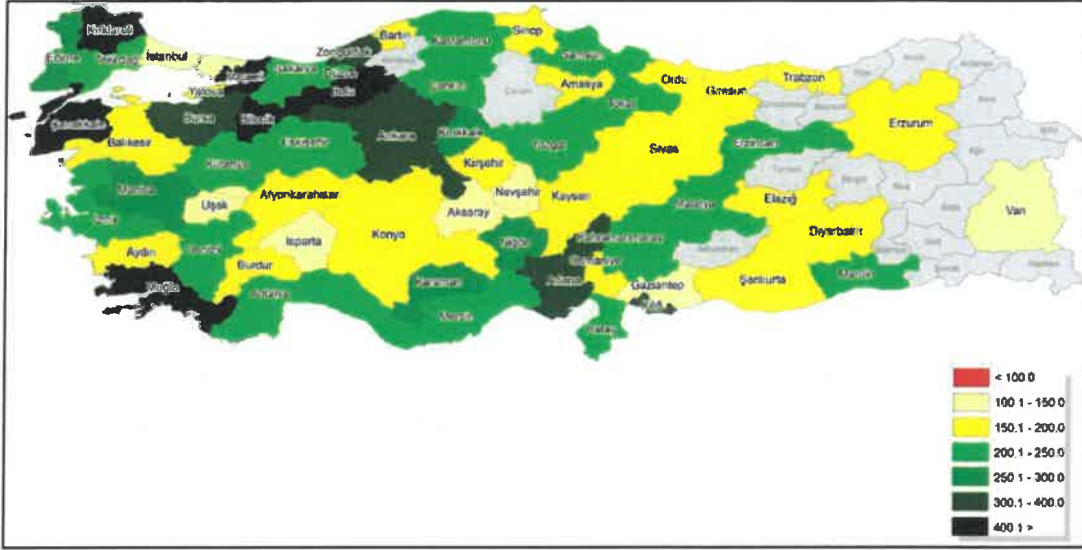 Kırklareli
Edirne
Tekirdağ
İstanbul
Yalova
Kocaeli
Sakarya
Düzce
Zonguldak
Bartın
Kastamonu
Sinop
Samsun
Bolu
Çankırı
Çorum
Amasya
Tokat
Ordu
Giresun
Trabzon
Çanakkale
Balıkesir
Bursa
Bilecik
Eskişehir
Ankara
Kırıkkale
Yozgat
Sivas
Erzincan
Erzurum
Kütahya
Manisa
İzmir
Uşak
Afyonkarahisar
Kırşehir
Nevşehir
Aksaray
Kayseri
Malatya
Elazığ
Diyarbakır
Van
Aydın
Denizli
Isparta
Burdur
Konya
Niğde
Kahramanmaraş
Osmaniye
Adana
Gaziantep
Şanlıurfa
Mardin
Muğla
Antalya
Karaman
Mersin
Hatay
< 100.0
100.1 - 150.0
150.1 - 200.0
200.1 - 250.0
250.1 - 300.0
300.1 - 400.0
400.1 >